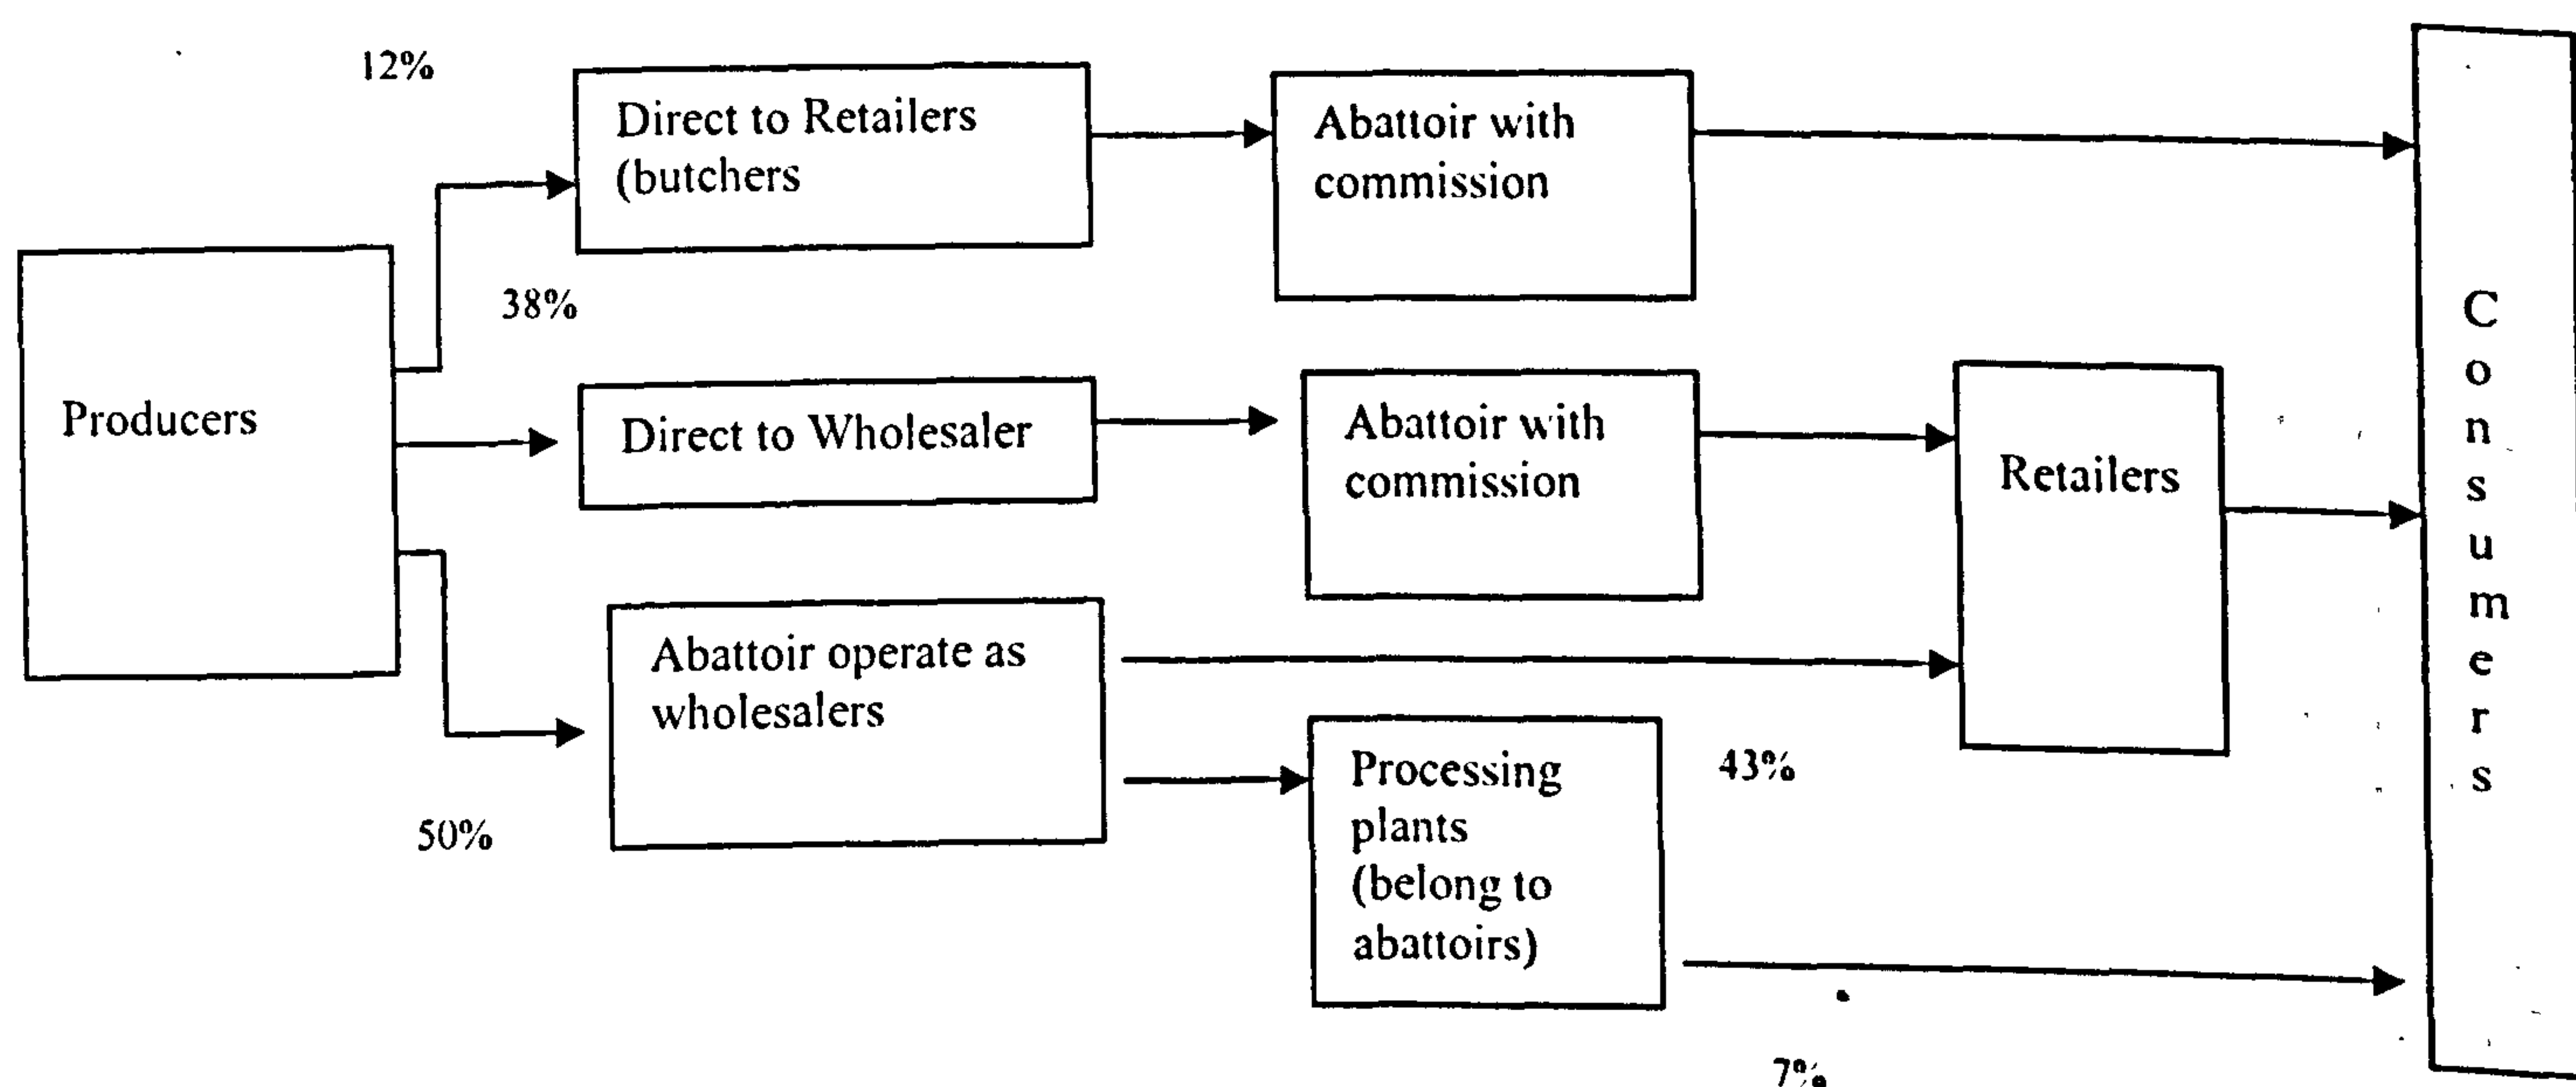 12%
Direct to Retailers
(butchers
Abattoir with
commission
38%
Producers
Direct to Wholesaler
Abattoir with
commission
Retailers
Abattoir operate as
wholesalers
50%
Processing
plants
(belong to
abattoirs)
43%
7%
Consumers